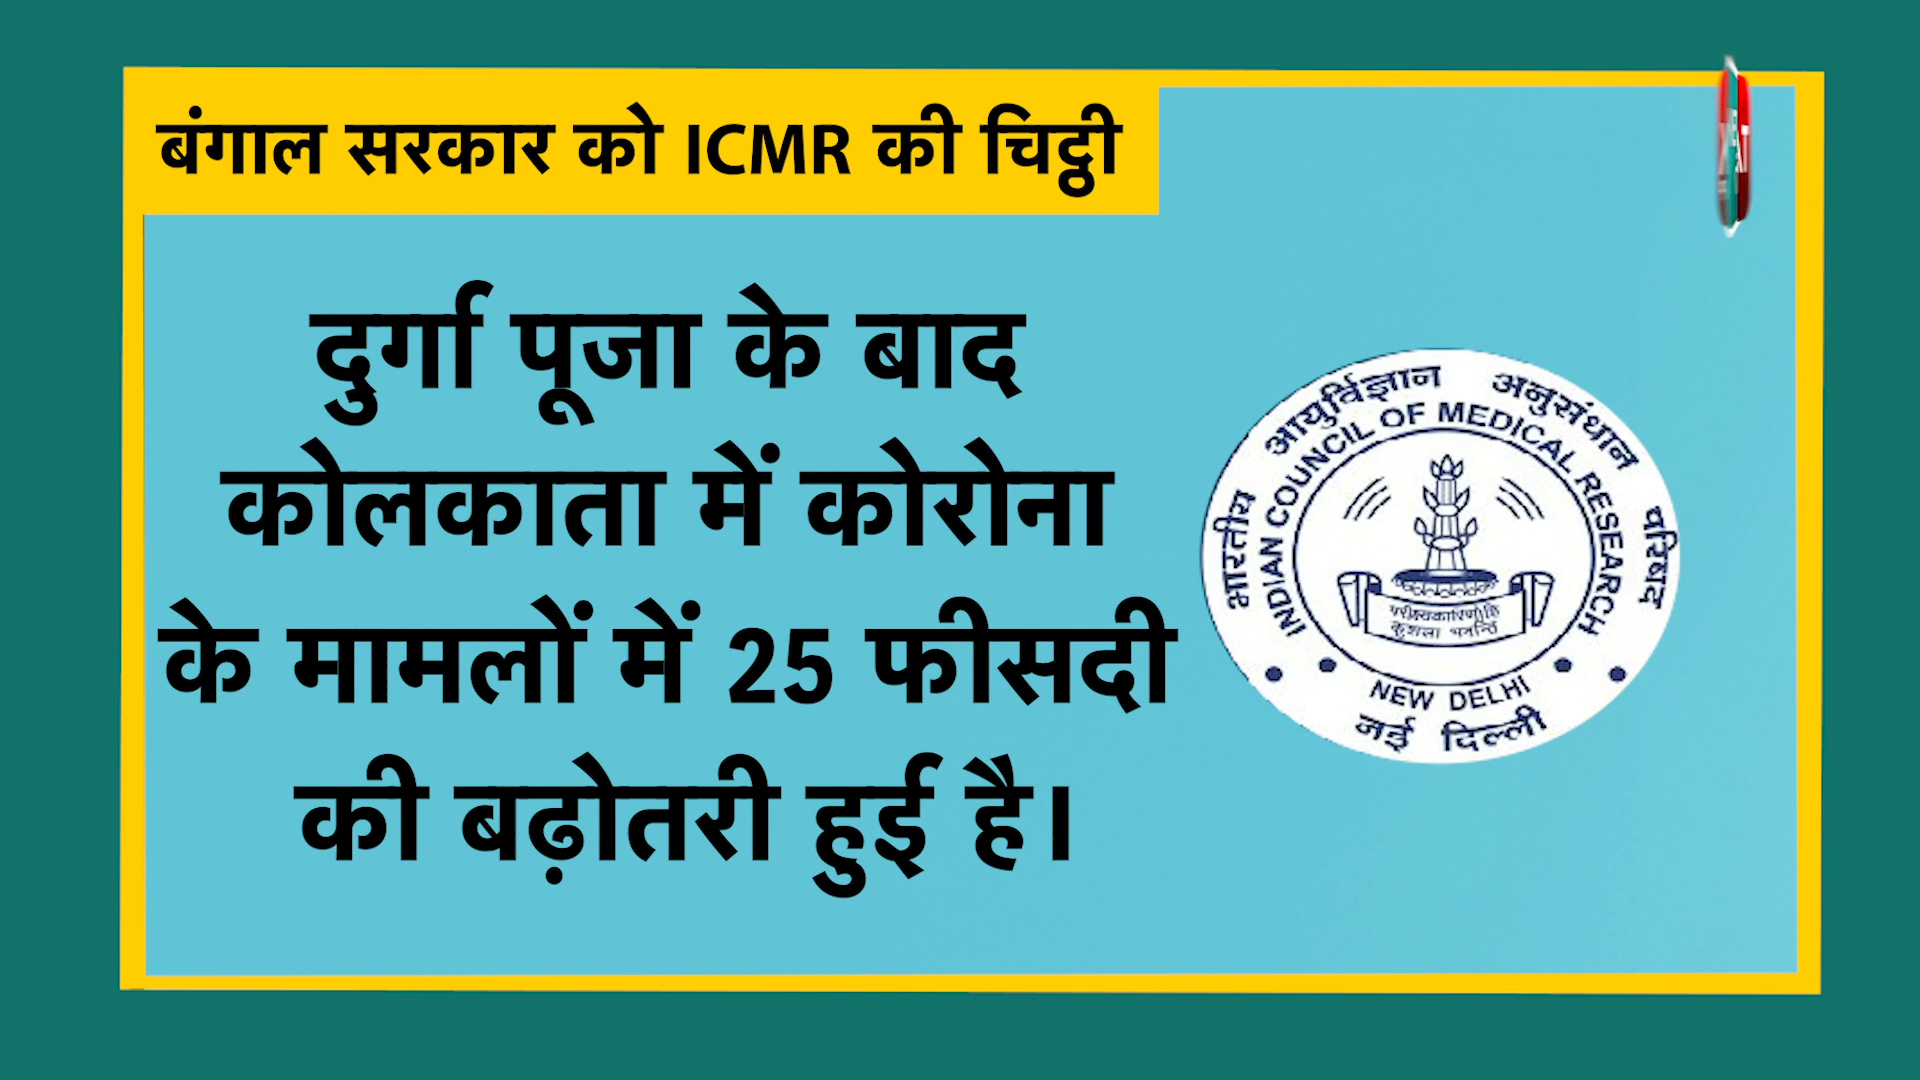 बंगाल सरकार को ICMR की चिट्ठी
दुर्गा पूजा के बाद
कोलकाता में कोरोना
के मामलों में 25 फीसदी
की बढ़ोतरी हुई है।
भारतीय आयुर्विज्ञान अनुसंधान परिषद
INDIAN COUNCIL OF MEDICAL RESEARCH
NEW DELHI
नई दिल्ली